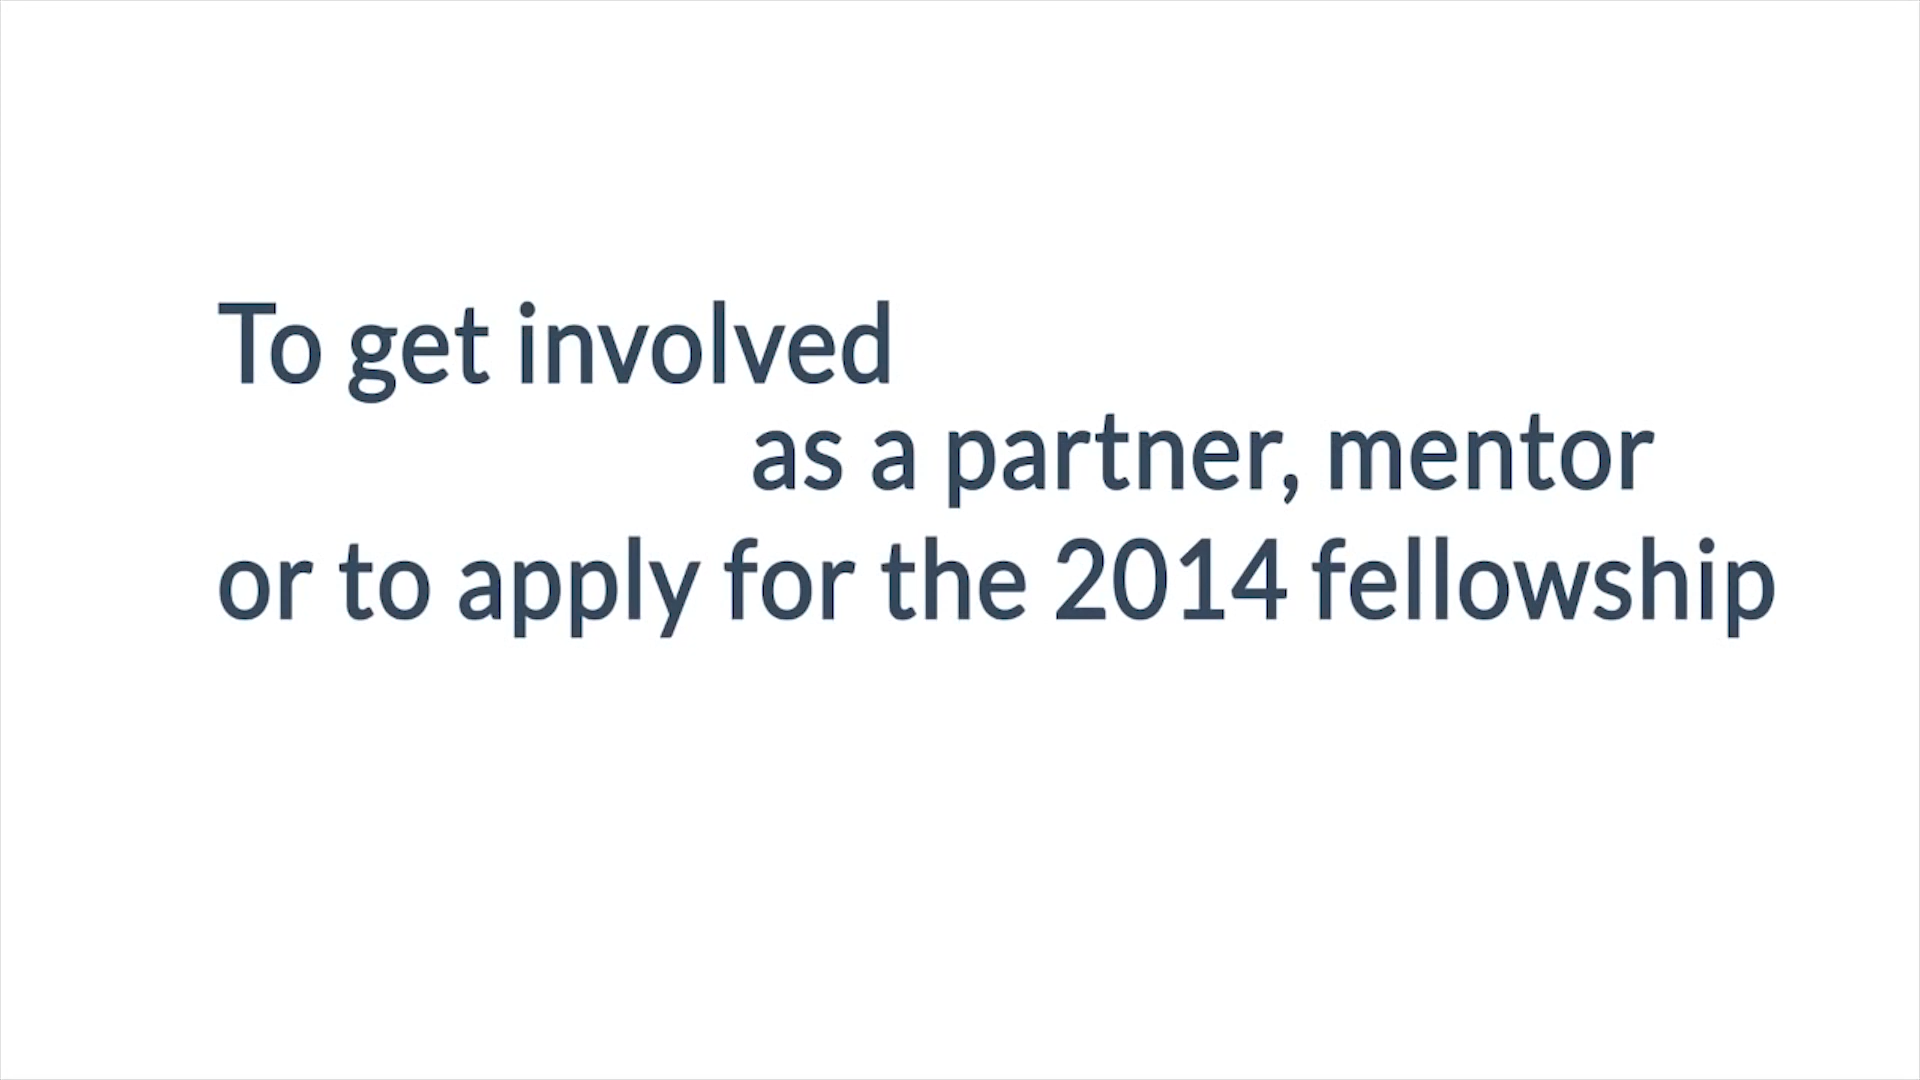 To get involved
as a partner, mentor
or to apply for the 2014 fellowship